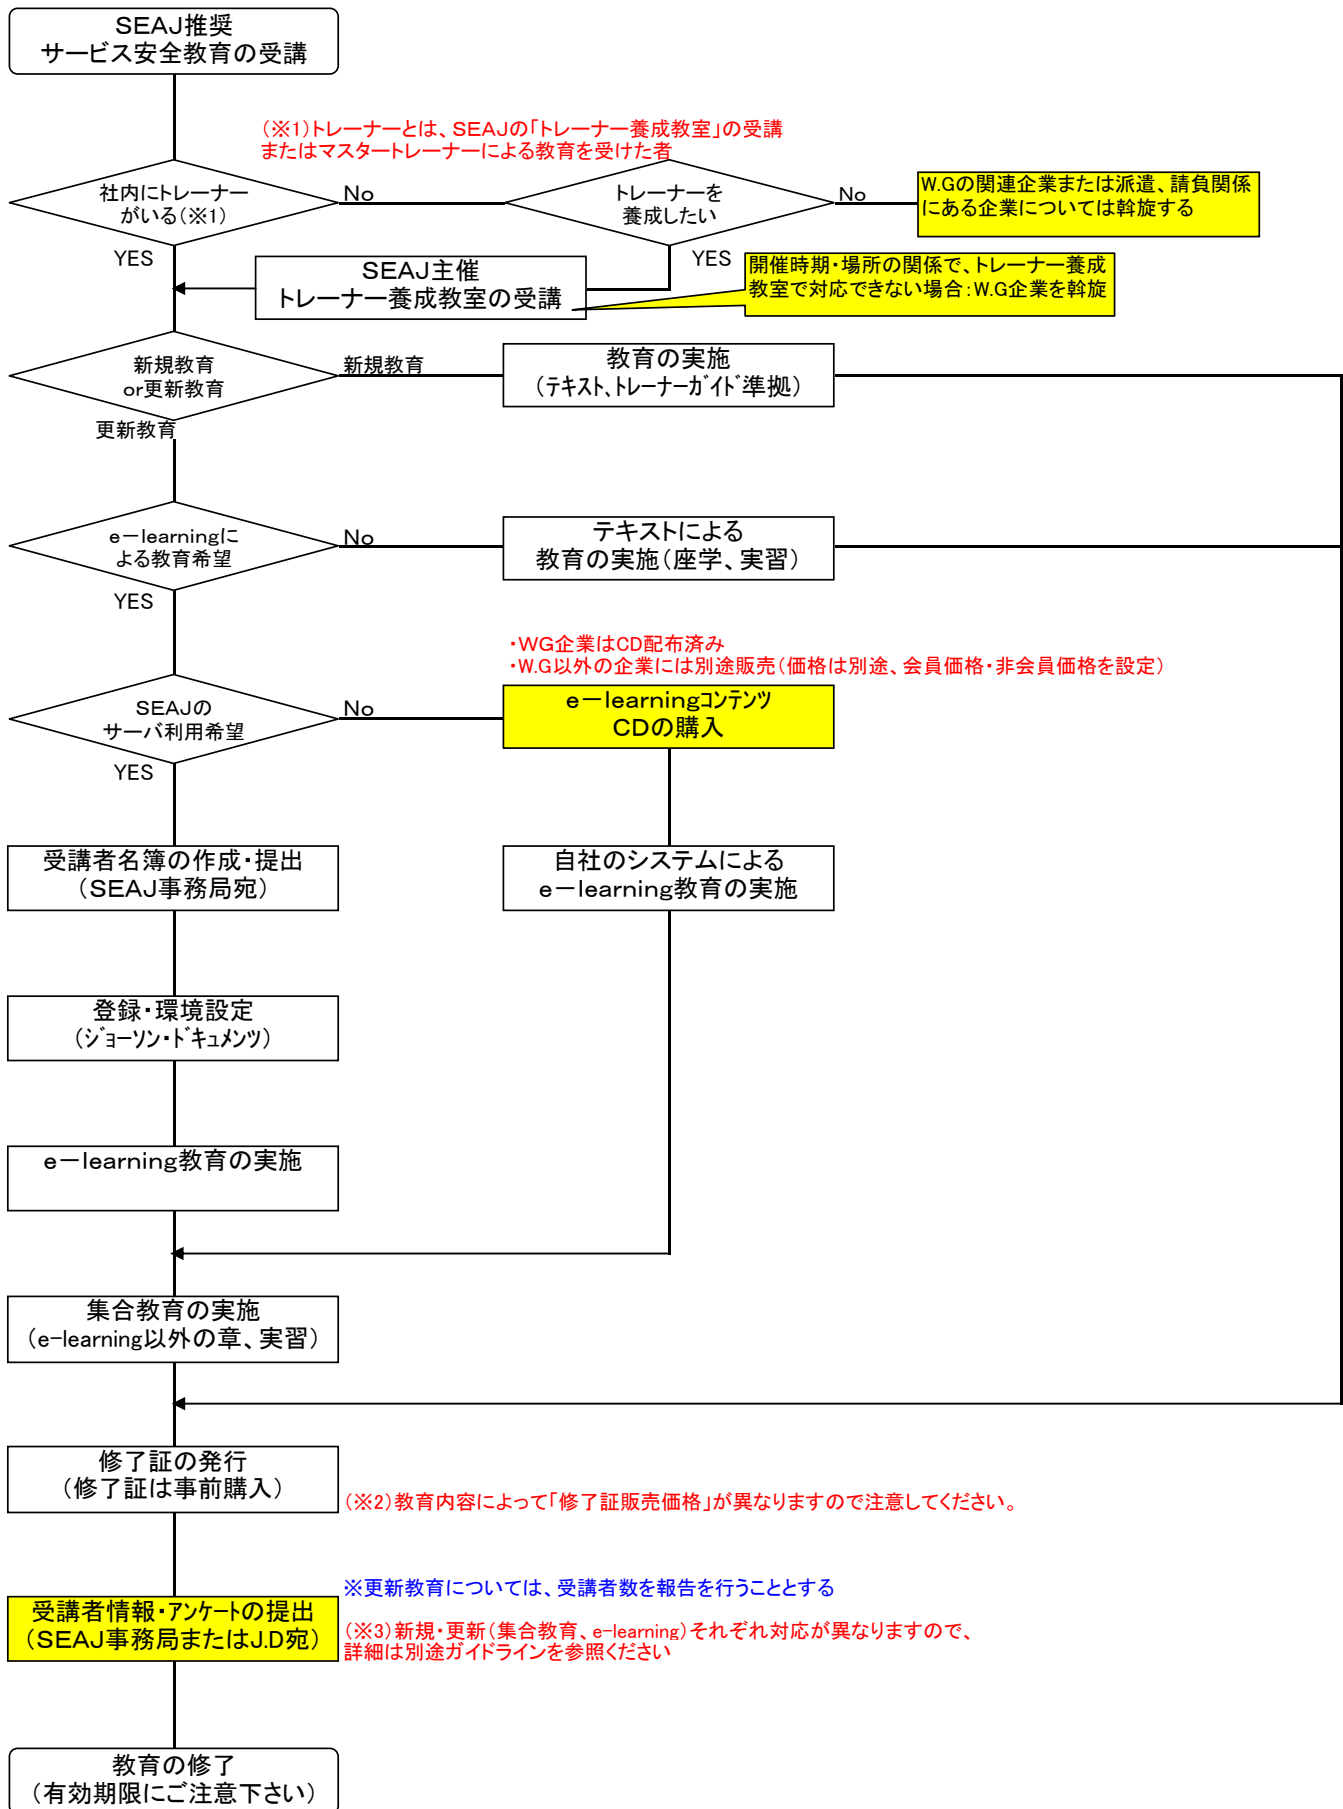 SEAJ推奨
サービス安全教育の受講
(※1)トレーナーとは、SEAJの「トレーナー養成教室」の受講
またはマスタートレーナーによる教育を受けた者
社内にトレーナー
がいる(※1)
No
トレーナーを
養成したい
No
W.Gの関連企業または派遣、請負関係
にある企業については斡旋する
YES
YES
SEAJ主催
トレーナー養成教室の受講
開催時期・場所の関係で、トレーナー養成
教室で対応できない場合:W.G企業を斡旋
新規教育
or更新教育
新規教育
教育の実施
(テキスト、トレーナーガイド準拠)
更新教育
e-learningに
よる教育希望
No
テキストによる
教育の実施(座学、実習)
YES
・WG企業はCD配布済み
・W.G以外の企業には別途販売(価格は別途、会員価格・非会員価格を設定)
SEAJの
サーバ利用希望
No
e-learningコンテンツ
CDの購入
YES
受講者名簿の作成・提出
(SEAJ事務局宛)
自社のシステムによる
e-learning教育の実施
登録・環境設定
(ジョーソン・ドキュメンツ)
e-learning教育の実施
集合教育の実施
(e-learning以外の章、実習)
修了証の発行
(修了証は事前購入)
(※2)教育内容によって「修了証販売価格」が異なりますので注意してください。
※更新教育については、受講者数を報告を行うこととする
受講者情報・アンケートの提出
(SEAJ事務局またはJ.D宛)
(※3)新規・更新(集合教育、e-learning)それぞれ対応が異なりますので、
詳細は別途ガイドラインを参照ください
教育の修了
(有効期限にご注意下さい)